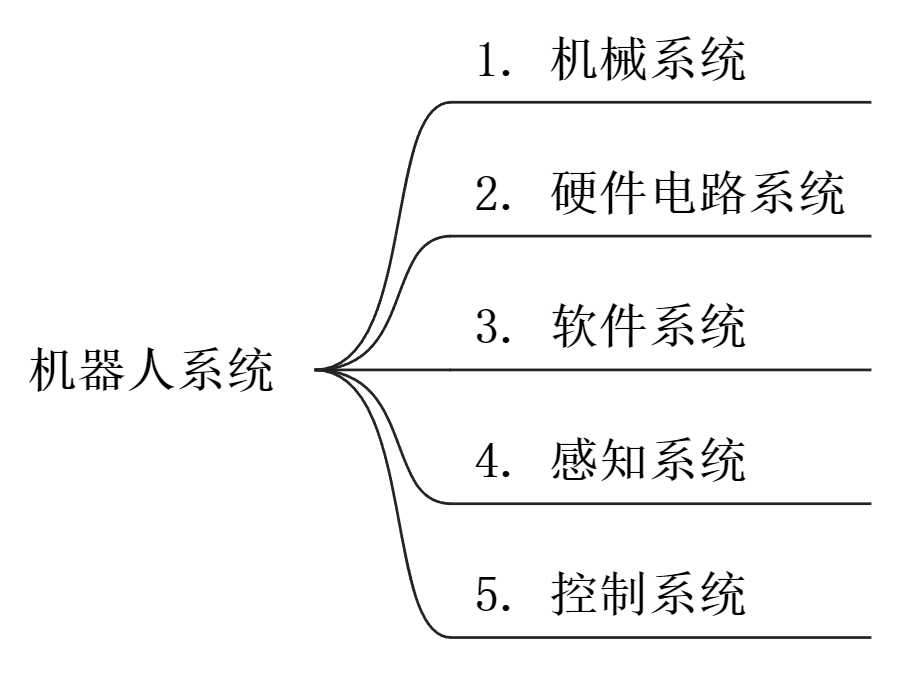 机器人系统
1. 机械系统
2. 硬件电路系统
3. 软件系统
4. 感知系统
5. 控制系统